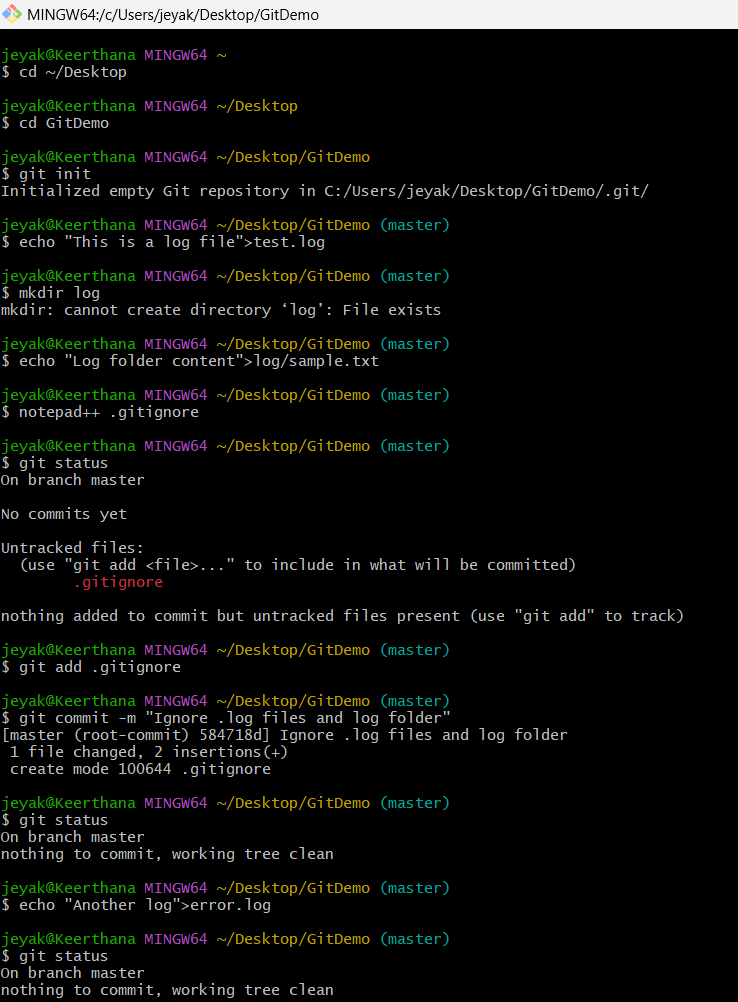 MINGW64:/c/Users/jeyak/Desktop/GitDemo
jeyak@Keerthana MINGW64 ~
$ cd ~/Desktop
jeyak@Keerthana MINGW64 ~/Desktop
$ cd GitDemo
jeyak@Keerthana MINGW64 ~/Desktop/GitDemo
$ git init
Initialized empty Git repository in C:/Users/jeyak/Desktop/GitDemo/.git/
jeyak@Keerthana MINGW64 ~/Desktop/GitDemo (master)
$ echo "This is a log file">test.log
jeyak@Keerthana MINGW64 ~/Desktop/GitDemo (master)
$ mkdir log
mkdir: cannot create directory ‘log’: File exists
jeyak@Keerthana MINGW64 ~/Desktop/GitDemo (master)
$ echo "Log folder content">log/sample.txt
jeyak@Keerthana MINGW64 ~/Desktop/GitDemo (master)
$ notepad++ .gitignore
jeyak@Keerthana MINGW64 ~/Desktop/GitDemo (master)
$ git status
On branch master
No commits yet
Untracked files:
  (use "git add <file>..." to include in what will be committed)
        .gitignore
nothing added to commit but untracked files present (use "git add" to track)
jeyak@Keerthana MINGW64 ~/Desktop/GitDemo (master)
$ git add .gitignore
jeyak@Keerthana MINGW64 ~/Desktop/GitDemo (master)
$ git commit -m "Ignore .log files and log folder"
[master (root-commit) 584718d] Ignore .log files and log folder
 1 file changed, 2 insertions(+)
 create mode 100644 .gitignore
jeyak@Keerthana MINGW64 ~/Desktop/GitDemo (master)
$ git status
On branch master
nothing to commit, working tree clean
jeyak@Keerthana MINGW64 ~/Desktop/GitDemo (master)
$ echo "Another log">error.log
jeyak@Keerthana MINGW64 ~/Desktop/GitDemo (master)
$ git status
On branch master
nothing to commit, working tree clean